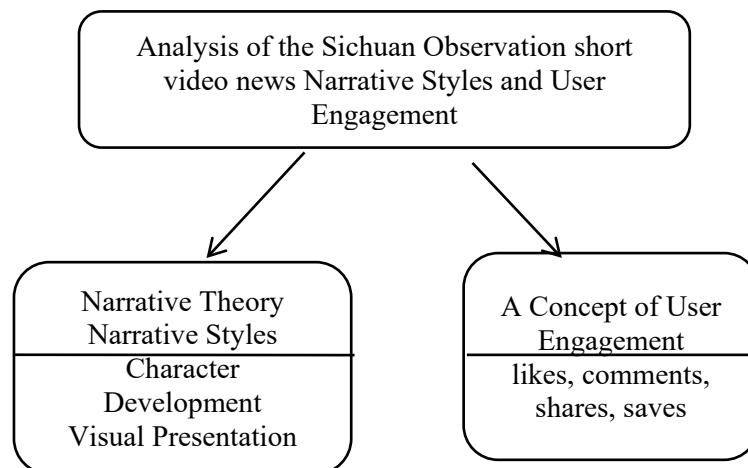 Analysis of the Sichuan Observation short
video news Narrative Styles and User
Engagement
Narrative Theory
Narrative Styles
Character
Development
Visual Presentation
A Concept of User
Engagement
likes, comments,
shares, saves